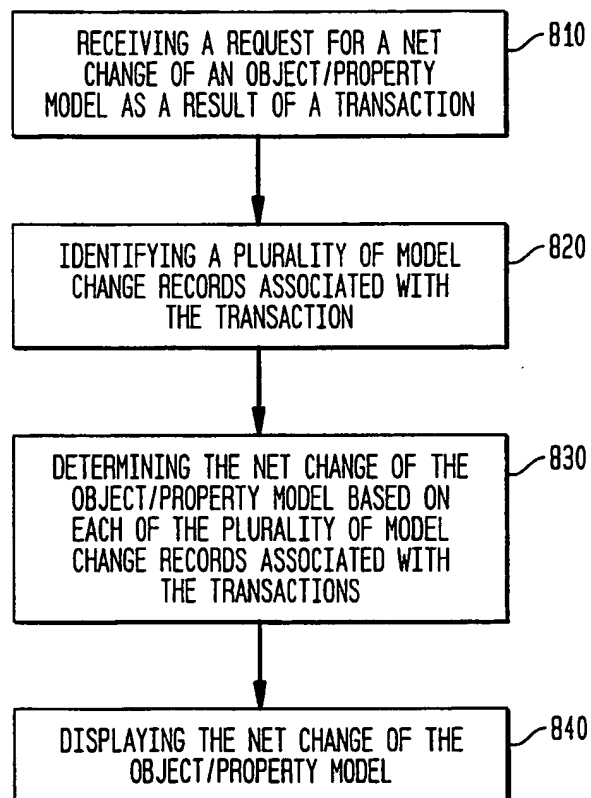 RECEIVING A REQUEST FOR A NET
CHANGE OF AN OBJECT/PROPERTY
MODEL AS A RESULT OF A TRANSACTION
810
IDENTIFYING A PLURALITY OF MODEL
CHANGE RECORDS ASSOCIATED WITH
THE TRANSACTION
820
DETERMINING THE NET CHANGE OF THE
OBJECT/PROPERTY MODEL BASED ON
EACH OF THE PLURALITY OF MODEL
CHANGE RECORDS ASSOCIATED WITH
THE TRANSACTIONS
830
DISPLAYING THE NET CHANGE OF THE
OBJECT/PROPERTY MODEL
840